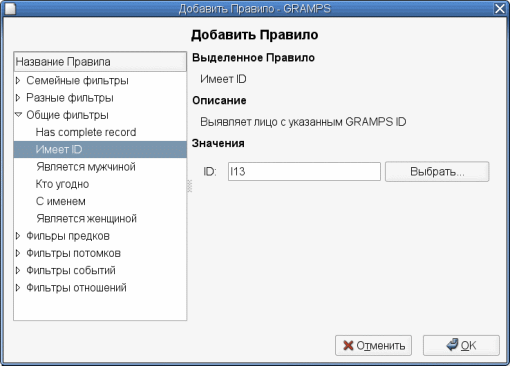 Добавить Правило - GRAMPS
Добавить Правило
Название Правила
Семейные фильтры
Разные фильтры
Общие фильтры
Has complete record
Имеет ID
Является мужчиной
Кто угодно
С именем
Является женщиной
Фильры предков
Фильтры потомков
Фильтры событий
Фильтры отношений
Выделенное Правило
Имеет ID
Описание
Выявляет лицо с указанным GRAMPS ID
Значения
ID: I13 Выбрать...
Отменить OK